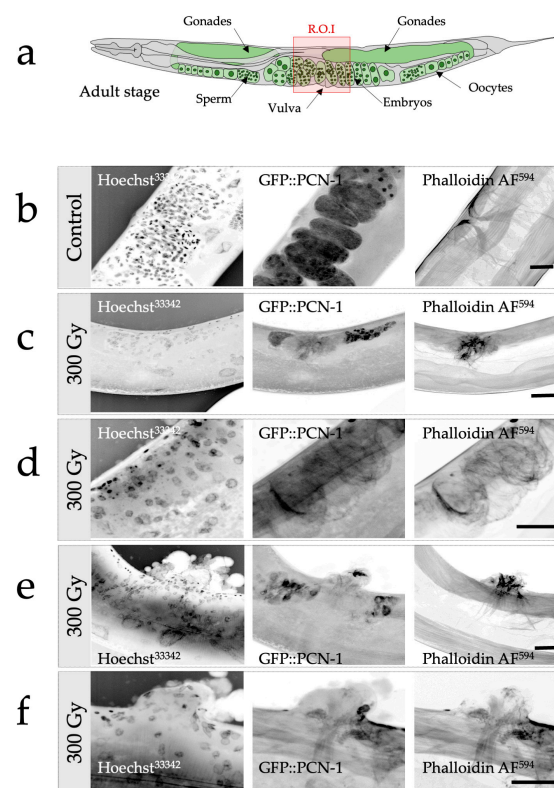 a
Gonades
R.O.I
Gonades
Adult stage
Sperm
Vulva
Embryos
Oocytes
b
Control
Hoechst³³³⁴² GFP::PCN-1 Phalloidin AF⁵⁹⁴
c
300 Gy
Hoechst³³³⁴² GFP::PCN-1 Phalloidin AF⁵⁹⁴
d
300 Gy
Hoechst³³³⁴² GFP::PCN-1 Phalloidin AF⁵⁹⁴
e
300 Gy
Hoechst³³³⁴² GFP::PCN-1 Phalloidin AF⁵⁹⁴
f
300 Gy
Hoechst³³³⁴² GFP::PCN-1 Phalloidin AF⁵⁹⁴